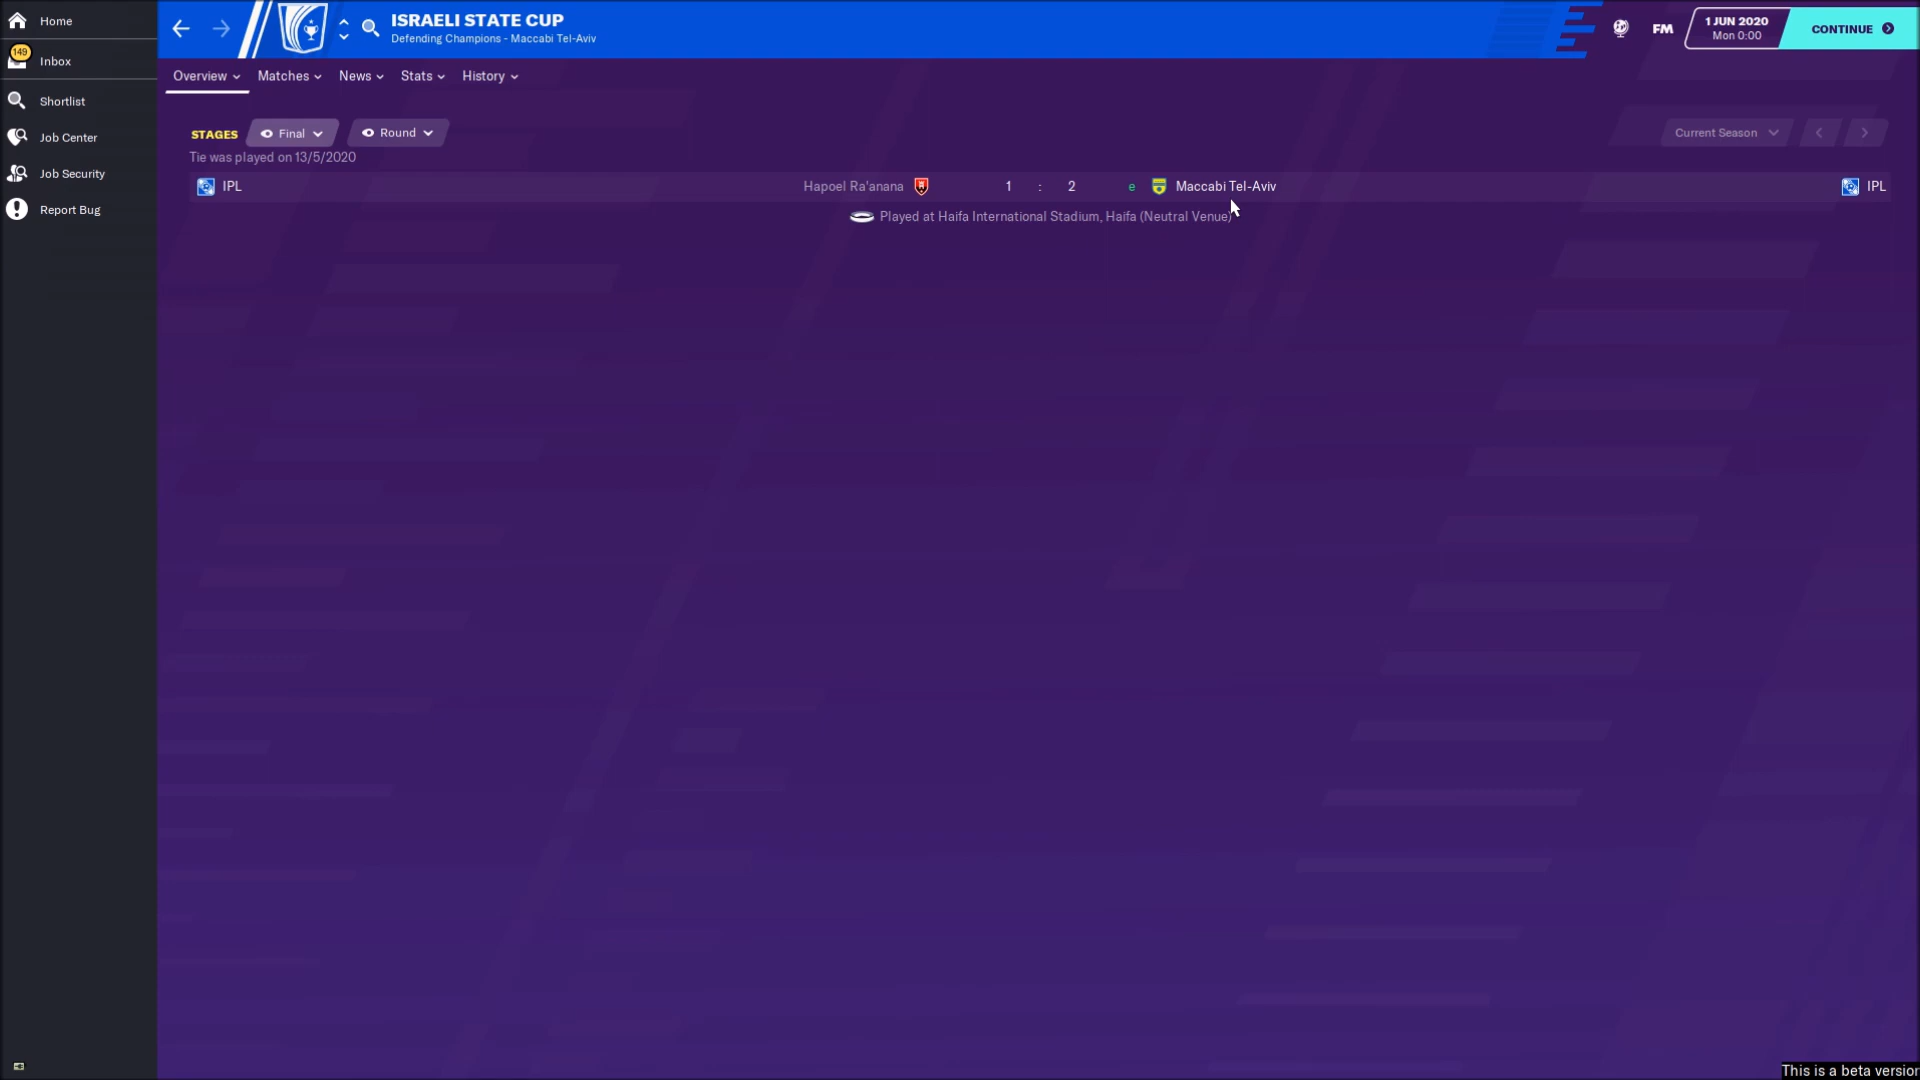 Home
149
Inbox
Shortlist
Job Center
Job Security
Report Bug
ISRAELI STATE CUP
Defending Champions - Maccabi Tel-Aviv
FM
1 JUN 2020
Mon 0:00
CONTINUE
Overview Matches News Stats History
STAGES Final Round Current Season
Tie was played on 13/5/2020
IPL Hapoel Ra'anana 1 : 2 e Maccabi Tel-Aviv IPL
Played at Haifa International Stadium, Haifa (Neutral Venue)
This is a beta version